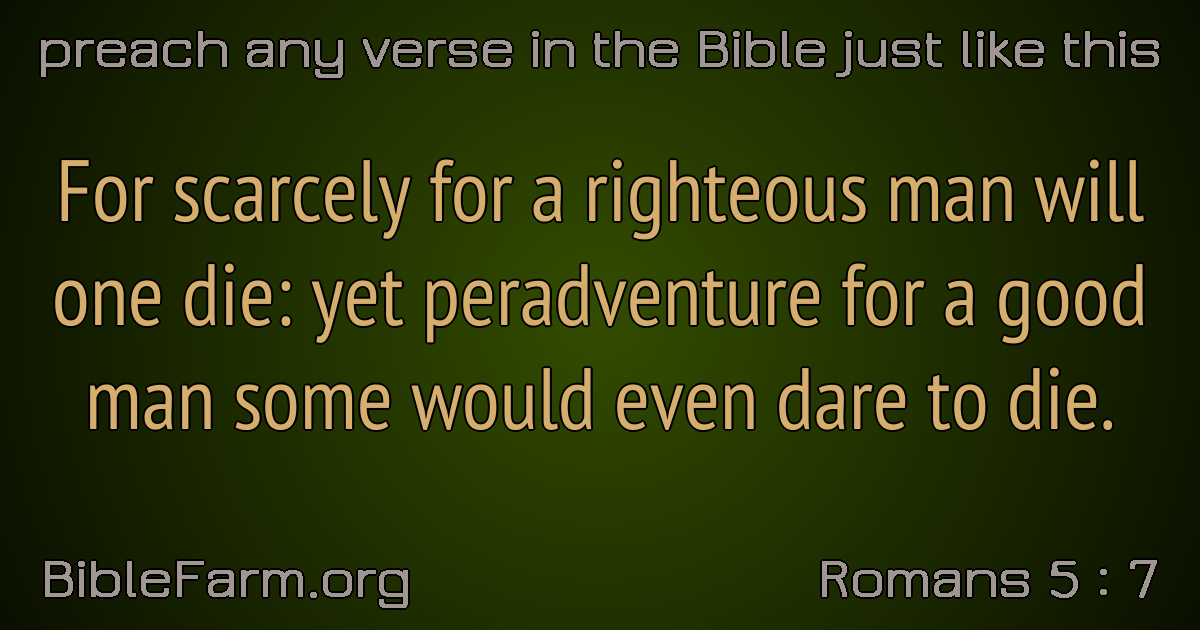 preach any verse in the Bible just like this
For scarcely for a righteous man will
one die: yet peradventure for a good
man some would even dare to die.
BibleFarm.org
Romans 5 : 7